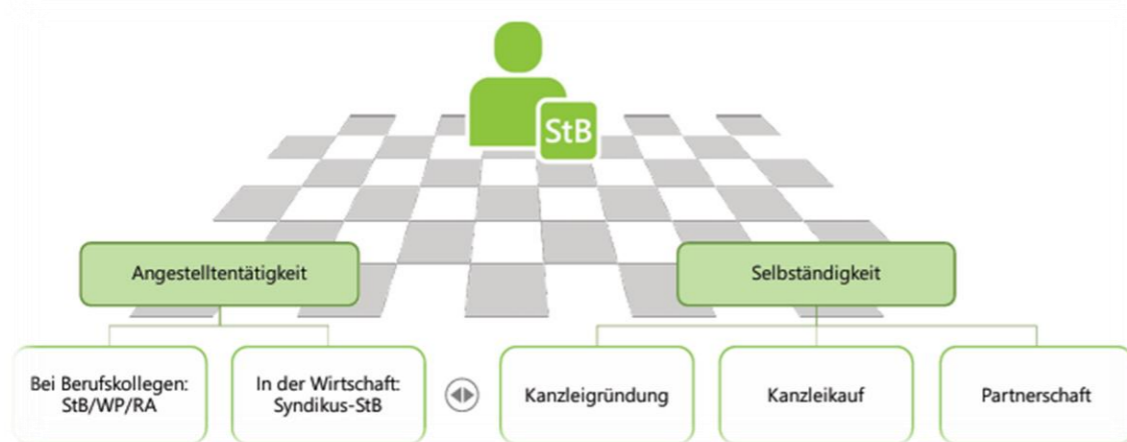 StB
Angestelltentätigkeit
Selbständigkeit
Bei Berufskollegen:
StB/WP/RA
In der Wirtschaft:
Syndikus-StB
Kanzleigründung
Kanzleikauf
Partnerschaft